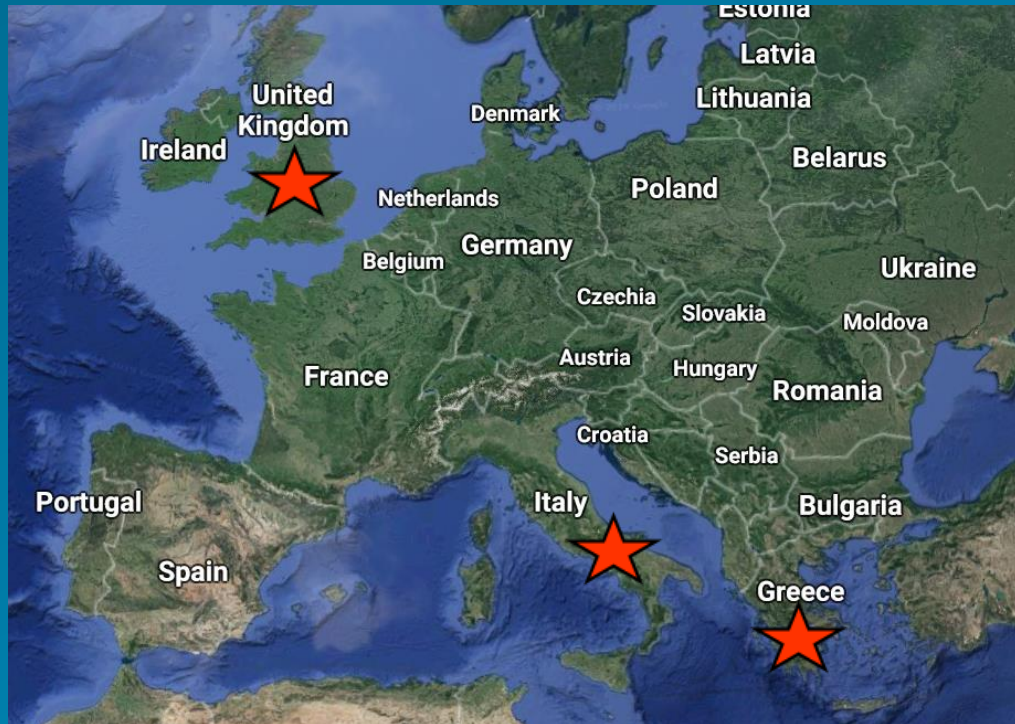 Estonia
Latvia
Lithuania
United
Kingdom
Denmark
Ireland
Belarus
Poland
Netherlands
Germany
Belgium
Ukraine
Czechia
Slovakia
Moldova
Austria
Hungary
France
Romania
Croatia
Serbia
Portugal
Italy
Bulgaria
Spain
Greece